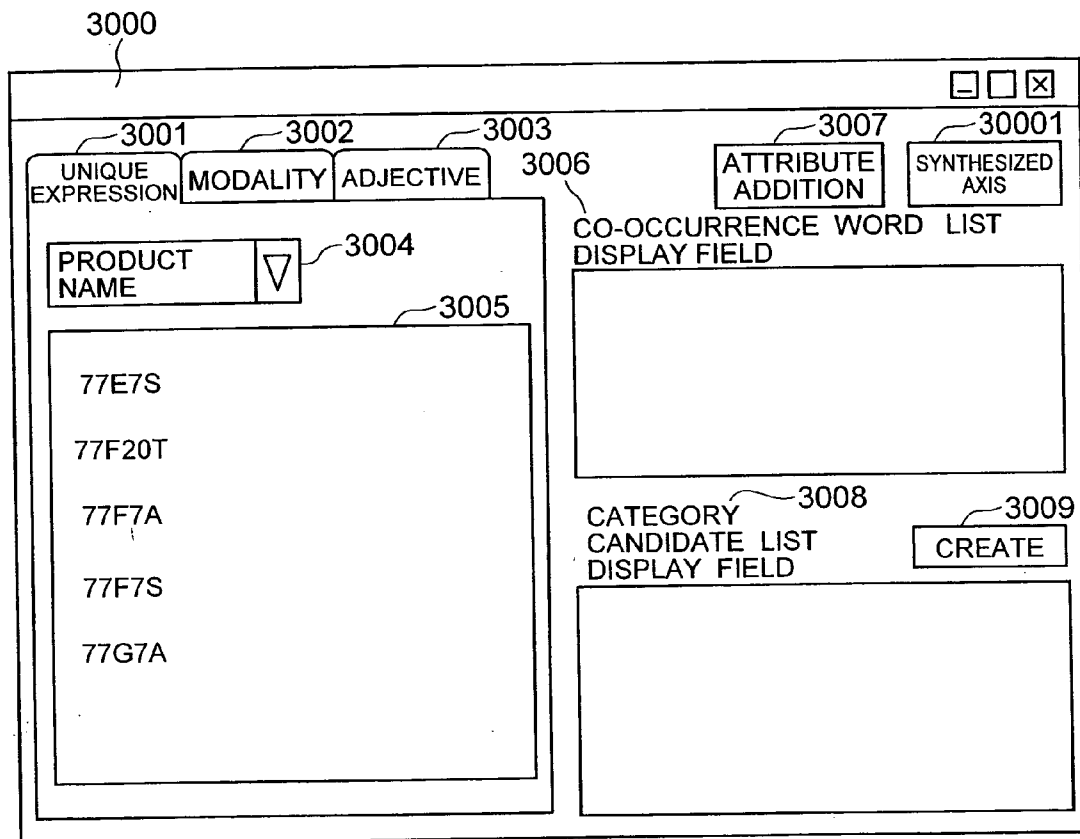 3000
3001
3002
3003
3007
30001
UNIQUE
EXPRESSION
MODALITY
ADJECTIVE
3006
ATTRIBUTE
ADDITION
SYNTHESIZED
AXIS
CO-OCCURRENCE WORD LIST
DISPLAY FIELD
PRODUCT
NAME
3004
3005
77E7S
77F20T
77F7A
77F7S
77G7A
CATEGORY
3008
CANDIDATE LIST
DISPLAY FIELD
3009
CREATE